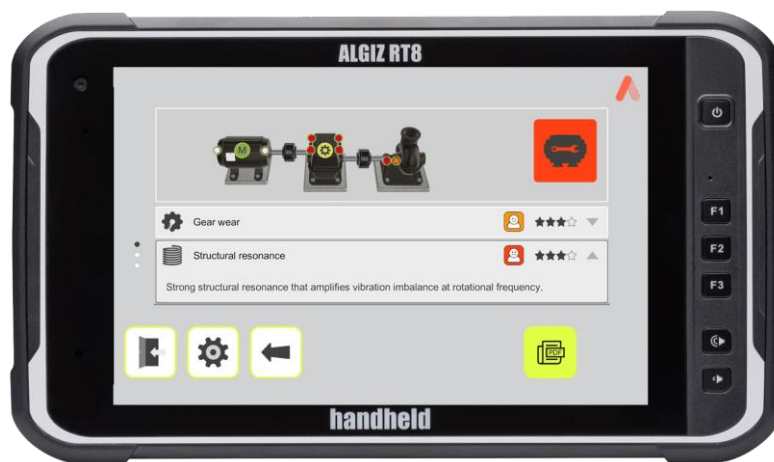 ALGIZ RT8
M
Gear wear
Structural resonance
Strong structural resonance that amplifies vibration imbalance at rotational frequency.
PDF
handheld
F1
F2
F3